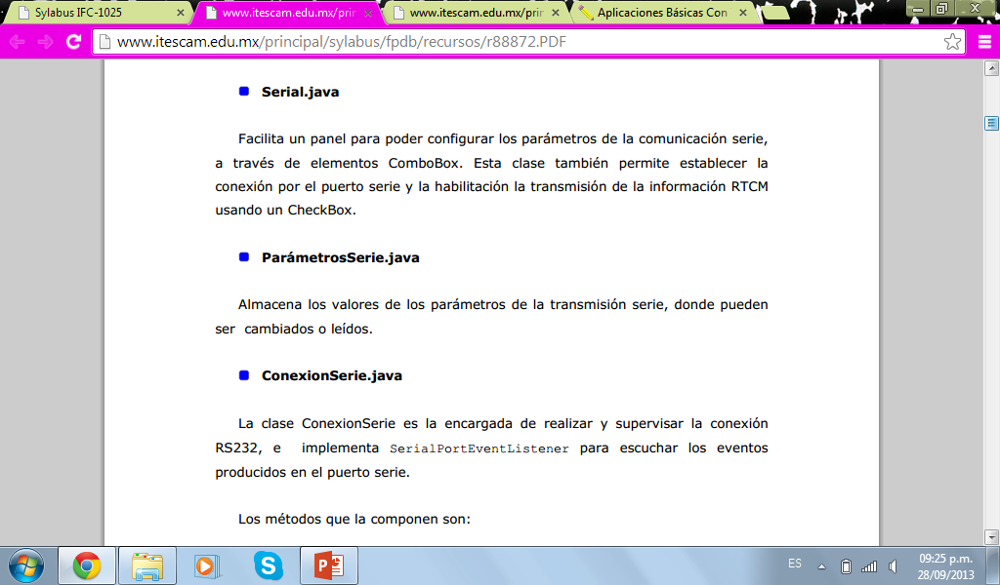 Sylabus IFC-1025
www.itescam.edu.mx/prin
www.itescam.edu.mx/prin
Aplicaciones Básicas Con
www.itescam.edu.mx/principal/sylabus/fpdb/recursos/r88872.PDF
Serial.java
Facilita un panel para poder configurar los parámetros de la comunicación serie,
a través de elementos ComboBox. Esta clase también permite establecer la
conexión por el puerto serie y la habilitación la transmisión de la información RTCM
usando un CheckBox.
ParámetrosSerie.java
Almacena los valores de los parámetros de la transmisión serie, donde pueden
ser cambiados o leídos.
ConexionSerie.java
La clase ConexionSerie es la encargada de realizar y supervisar la conexión
RS232, e implementa SerialPortEventListener para escuchar los eventos
producidos en el puerto serie.
Los métodos que la componen son:
ES
09:25 p.m.
28/09/2013